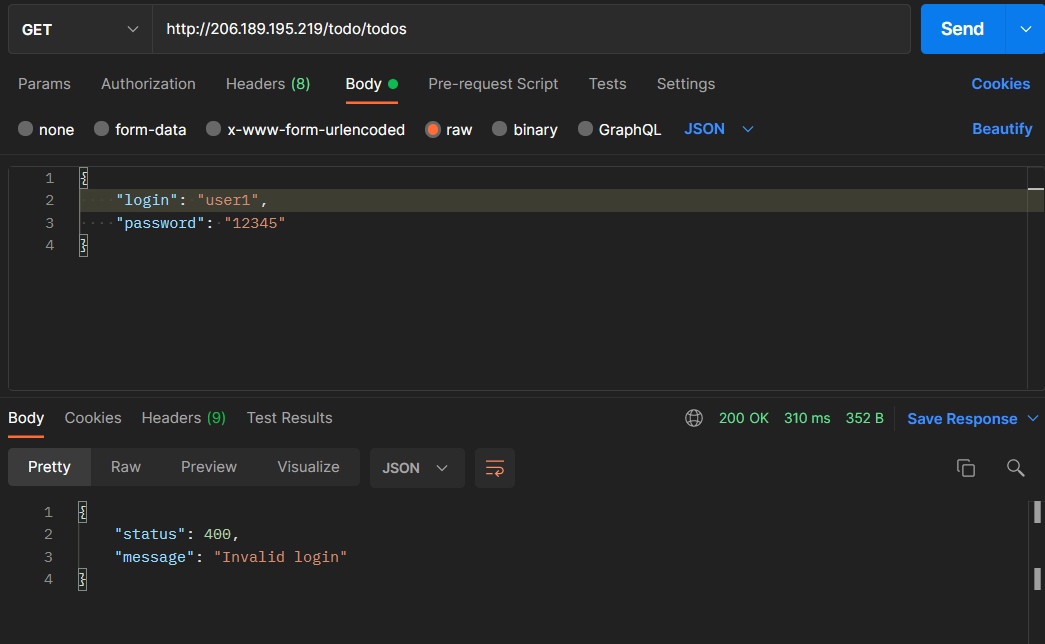 GET http://206.189.195.219/todo/todos Send
Params Authorization Headers (8) Body Pre-request Script Tests Settings Cookies
none form-data x-www-form-urlencoded raw binary GraphQL JSON Beautify
1 {
2 "login": "user1",
3 "password": "12345"
4 }
Body Cookies Headers (9) Test Results 200 OK 310 ms 352 B Save Response
Pretty Raw Preview Visualize JSON
1 {
2 "status": 400,
3 "message": "Invalid login"
4 }